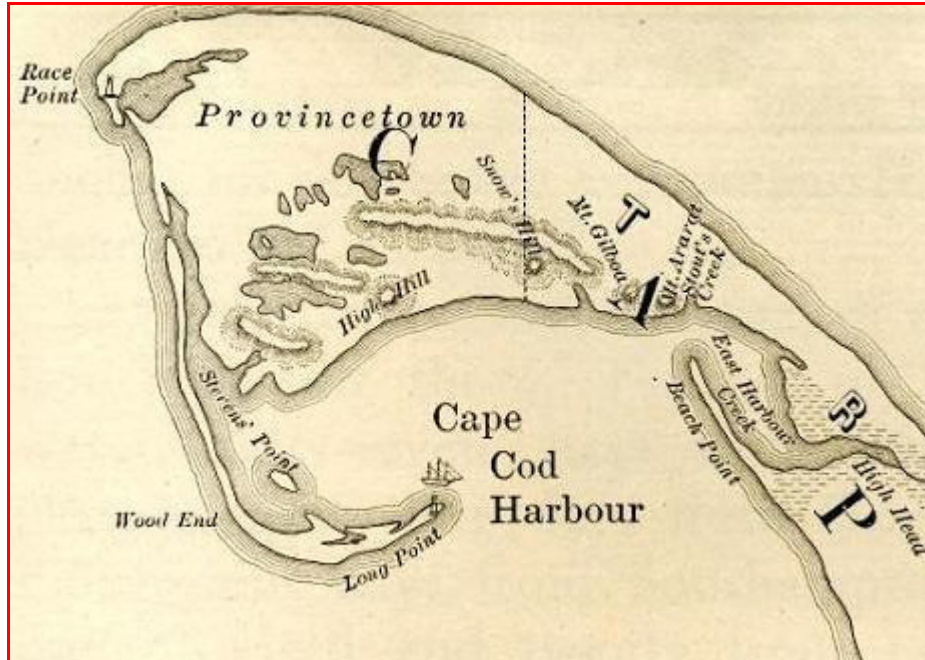 Race
Point
Provincetown
C
Snow's Hill
Mt. Gilboa
T
Mt. Ararat
Stout's
Creek
A
High Hill
East Harbour
Creek
Beach Point
R
High Head
P
Stevens' Point
Cape
Cod
Harbour
Wood End
Long Point